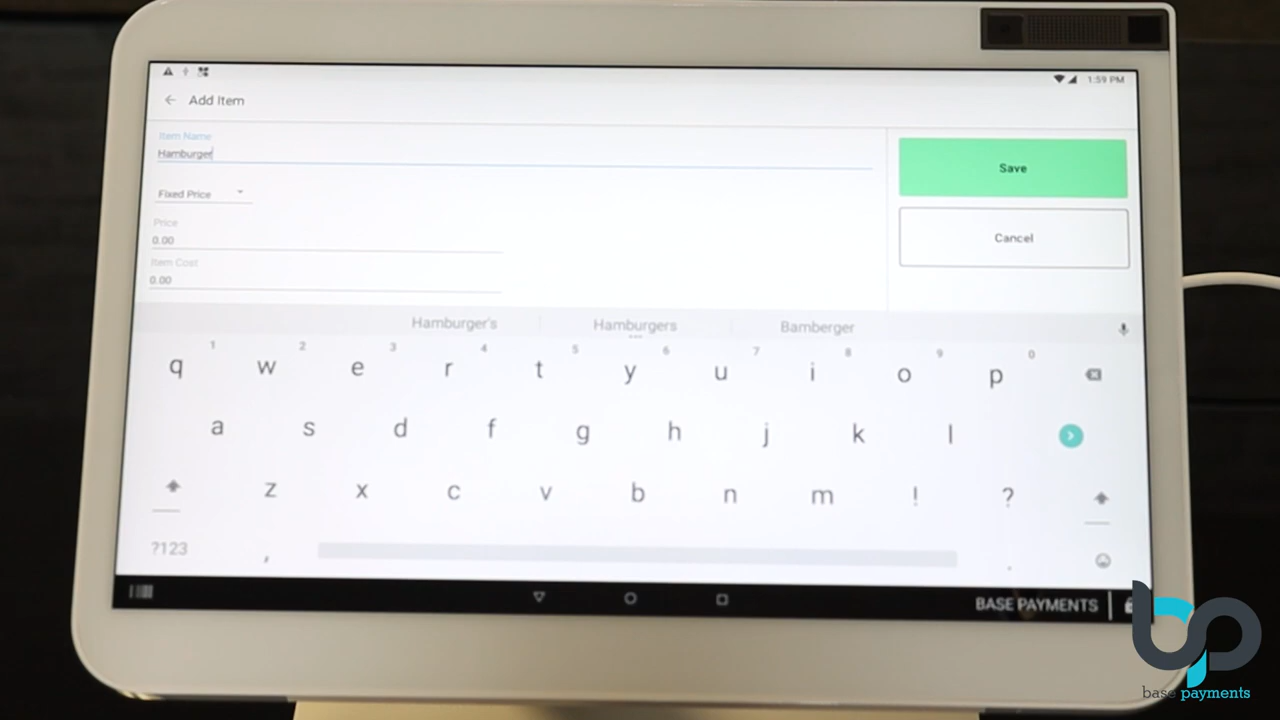 1:59 PM
Add Item
Item Name
Hamburger
Fixed Price
Price
0.00
Item Cost
0.00
Save
Cancel
Hamburger's Hamburgers Bamberger
1 2 3 4 5 6 7 8 9 0
q w e r t y u i o p
a s d f g h j k l
z x c v b n m ! ?
?123 , .
BASE PAYMENTS
bp
base payments